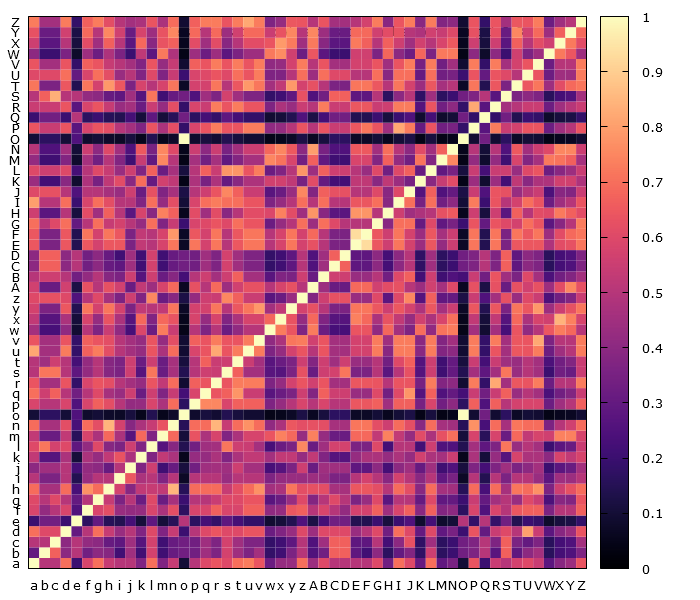 Z
Y
X
W
V
U
T
S
R
Q
P
O
N
M
L
K
J
I
H
G
F
E
D
C
B
A
z
y
x
w
v
u
t
s
r
q
p
o
n
m
l
k
j
i
h
g
f
e
d
c
b
a
a b c d e f g h i j k l m n o p q r s t u v w x y z A B C D E F G H I J K L M N O P Q R S T U V W X Y Z
1
0.9
0.8
0.7
0.6
0.5
0.4
0.3
0.2
0.1
0